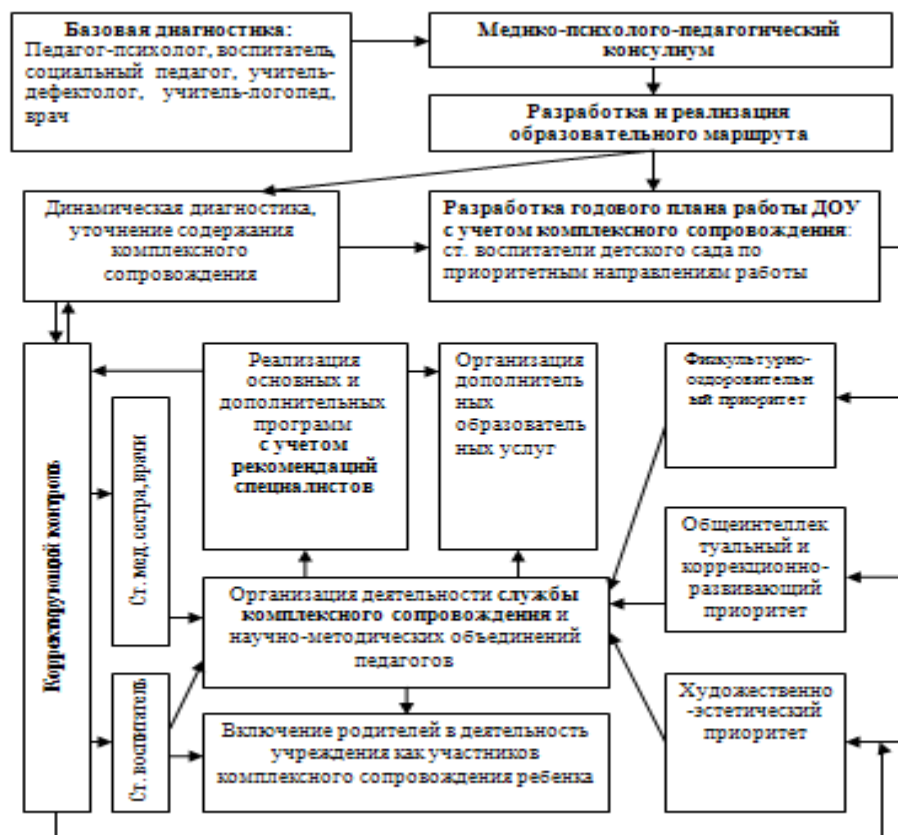 Базовая диагностика:
Педагог-психолог, воспитатель,
социальный педагог, учитель-
дефектолог, учитель-логопед,
врач
Медико-психолого-педагогический
консулиум
Разработка и реализация
образовательного маршрута
Динамическая диагностика,
уточнение содержания
комплексного
сопровождения
Разработка годового плана работы ДОУ
с учетом комплексного сопровождения:
ст. воспитатели детского сада по
приоритетным направлениям работы
Корректирующий контроль
Ст. мед. сестра, врачи
Ст. воспитатель
Реализация
основных и
дополнительных
программ
с учетом
рекомендаций
специалистов
Организация
дополнитель
ных
образователь
ных услуг
Физкультурно-
оздоровительн
ый приоритет
Общеинтеллек
туальный и
коррекционно-
развивающий
приоритет
Организация деятельности службы
комплексного сопровождения и
научно-методических объединений
педагогов
Художественно
-эстетический
приоритет
Включение родителей в деятельность
учреждения как участников
комплексного сопровождения ребенка